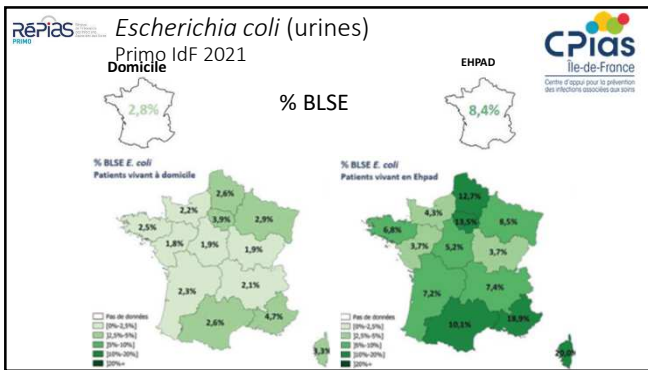 RéPIAS
PRIMO
Escherichia coli (urines)
Primo IdF 2021
CPias
Île-de-France
Centre d'appui pour la prévention
des infections associées aux soins
Domicile
2,8%
% BLSE
EHPAD
8,4%
% BLSE E. coli
Patients vivant à domicile
2,6%
2,2%
3,9%
2,9%
2,5%
1,8%
1,9%
1,9%
2,3%
2,1%
2,6%
4,7%
3,3%
Pas de données
[0%-2,5%]
]2,5%-5%]
]5%-10%]
]10%-20%]
]20%+
% BLSE E. coli
Patients vivant en Ehpad
12,7%
4,3%
13,5%
8,5%
6,8%
3,7%
5,2%
3,7%
7,2%
7,4%
10,1%
18,9%
20,0%
Pas de données
[0%-2,5%]
]2,5%-5%]
]5%-10%]
]10%-20%]
]20%+